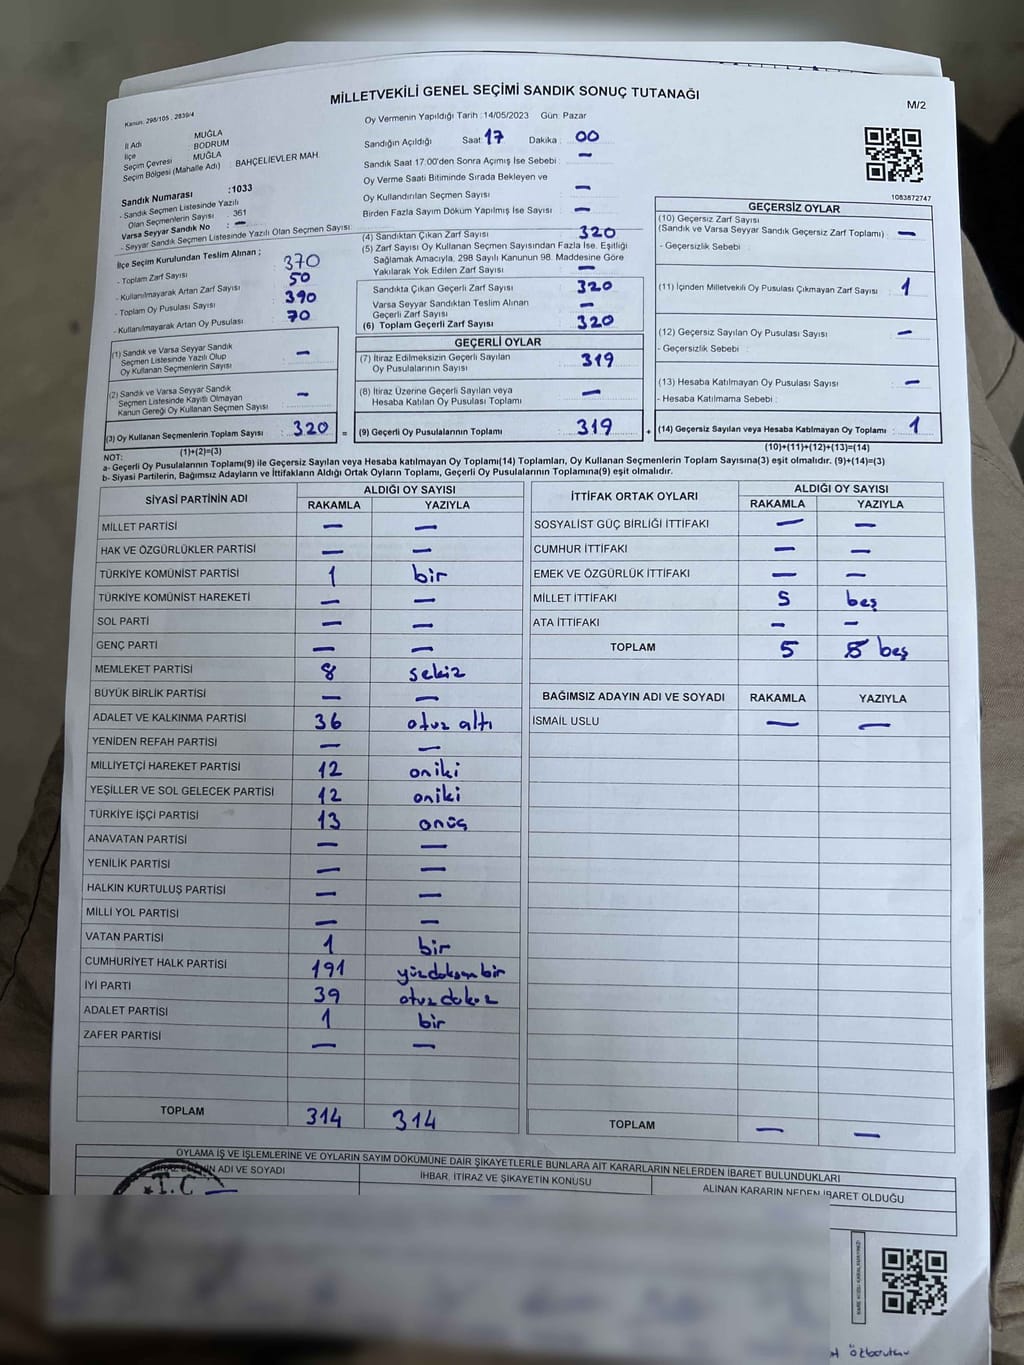 MİLLETVEKİLİ GENEL SEÇİMİ SANDIK SONUÇ TUTANAĞI
M/2
Kanun. 298/105 . 2839/4
İl Adı : MUĞLA
İlçe : BODRUM
Seçim Çevresi : MUĞLA
Seçim Bölgesi (Mahalle Adı) : BAHÇELİEVLER MAH.
Sandık Numarası :1033
- Sandık Seçmen Listesinde Yazılı
Olan Seçmenlerin Sayısı : 361
Varsa Seyyar Sandık No : —
- Seyyar Sandık Seçmen Listesinde Yazılı Olan Seçmen Sayısı:
İlçe Seçim Kurulundan Teslim Alınan ;
- Toplam Zarf Sayısı 370
- Kullanılmayarak Artan Zarf Sayısı 50
- Toplam Oy Pusulası Sayısı 390
- Kullanılmayarak Artan Oy Pusulası 70
(1) Sandık ve Varsa Seyyar Sandık
Seçmen Listesinde Yazılı Olup
Oy Kullanan Seçmenlerin Sayısı : —
(2) Sandık ve Varsa Seyyar Sandık
Seçmen Listesinde Kayıtlı Olmayan
Kanun Gereği Oy Kullanan Seçmen Sayısı : —
(3) Oy Kullanan Seçmenlerin Toplam Sayısı : 320 =
(1)+(2)=(3)
Oy Vermenin Yapıldığı Tarih :14/05/2023 Gün: Pazar
Sandığın Açıldığı Saat 17 Dakika : 00
Sandık Saat 17.00'den Sonra Açımış İse Sebebi : —
Oy Verme Saati Bitiminde Sırada Bekleyen ve
Oy Kullandırılan Seçmen Sayısı : —
Birden Fazla Sayım Döküm Yapılmış İse Sayısı : —
(4) Sandıktan Çıkan Zarf Sayısı : 320
(5) Zarf Sayısı Oy Kullanan Seçmen Sayısından Fazla İse, Eşitliği
Sağlamak Amacıyla, 298 Sayılı Kanunun 98. Maddesine Göre
Yakılarak Yok Edilen Zarf Sayısı : —
Sandıkta Çıkan Geçerli Zarf Sayısı : 320
Varsa Seyyar Sandıktan Teslim Alınan
Geçerli Zarf Sayısı : —
(6) Toplam Geçerli Zarf Sayısı : 320
GEÇERLİ OYLAR
(7) İtiraz Edilmeksizin Geçerli Sayılan
Oy Pusulalarının Sayısı : 319
(8) İtiraz Üzerine Geçerli Sayılan veya
Hesaba Katılan Oy Pusulası Toplamı : —
(9) Geçerli Oy Pusulalarının Toplamı : 319 +
1083872747
GEÇERSİZ OYLAR
(10) Geçersiz Zarf Sayısı
(Sandık ve Varsa Seyyar Sandık Geçersiz Zarf Toplamı) : —
- Geçersizlik Sebebi :
(11) İçinden Milletvekili Oy Pusulası Çıkmayan Zarf Sayısı : 1
(12) Geçersiz Sayılan Oy Pusulası Sayısı : —
- Geçersizlik Sebebi :
(13) Hesaba Katılmayan Oy Pusulası Sayısı : —
- Hesaba Katılmama Sebebi :
(14) Geçersiz Sayılan veya Hesaba Katılmayan Oy Toplamı : 1
(10)+(11)+(12)+(13)=(14)
NOT:
a- Geçerli Oy Pusulalarının Toplamı(9) ile Geçersiz Sayılan veya Hesaba katılmayan Oy Toplamı(14) Toplamları, Oy Kullanan Seçmenlerin Toplam Sayısına(3) eşit olmalıdır. (9)+(14)=(3)
b- Siyasi Partilerin, Bağımsız Adayların ve İttifakların Aldığı Ortak Oyların Toplamı, Geçerli Oy Pusulalarının Toplamına(9) eşit olmalıdır.
SİYASİ PARTİNİN ADI ALDIĞI OY SAYISI
RAKAMLA YAZIYLA
MİLLET PARTİSİ — —
HAK VE ÖZGÜRLÜKLER PARTİSİ — —
TÜRKİYE KOMÜNİST PARTİSİ 1 bir
TÜRKİYE KOMÜNİST HAREKETİ — —
SOL PARTİ — —
GENÇ PARTİ — —
MEMLEKET PARTİSİ 8 sekiz
BÜYÜK BİRLİK PARTİSİ — —
ADALET VE KALKINMA PARTİSİ 36 otuz altı
YENİDEN REFAH PARTİSİ — —
MİLLİYETÇİ HAREKET PARTİSİ 12 oniki
YEŞİLLER VE SOL GELECEK PARTİSİ 12 oniki
TÜRKİYE İŞÇİ PARTİSİ 13 onüç
ANAVATAN PARTİSİ — —
YENİLİK PARTİSİ — —
HALKIN KURTULUŞ PARTİSİ — —
MİLLİ YOL PARTİSİ — —
VATAN PARTİSİ 1 bir
CUMHURİYET HALK PARTİSİ 191 yüzdoksan bir
İYİ PARTİ 39 otuz dokuz
ADALET PARTİSİ 1 bir
ZAFER PARTİSİ — —
TOPLAM 314 314
İTTİFAK ORTAK OYLARI ALDIĞI OY SAYISI
RAKAMLA YAZIYLA
SOSYALİST GÜÇ BİRLİĞİ İTTİFAKI — —
CUMHUR İTTİFAKI — —
EMEK VE ÖZGÜRLÜK İTTİFAKI — —
MİLLET İTTİFAKI 5 beş
ATA İTTİFAKI — —
TOPLAM 5 5 beş
BAĞIMSIZ ADAYIN ADI VE SOYADI RAKAMLA YAZIYLA
İSMAİL USLU — —
TOPLAM — —
OYLAMA İŞ VE İŞLEMLERİNE VE OYLARIN SAYIM DÖKÜMÜNE DAİR ŞİKAYETLERLE BUNLARA AİT KARARLARIN NELERDEN İBARET BULUNDUKLARI
ADI VE SOYADI
İHBAR, İTİRAZ VE ŞİKAYETİN KONUSU
ALINAN KARARIN NEDEN İBARET OLDUĞU
T.C